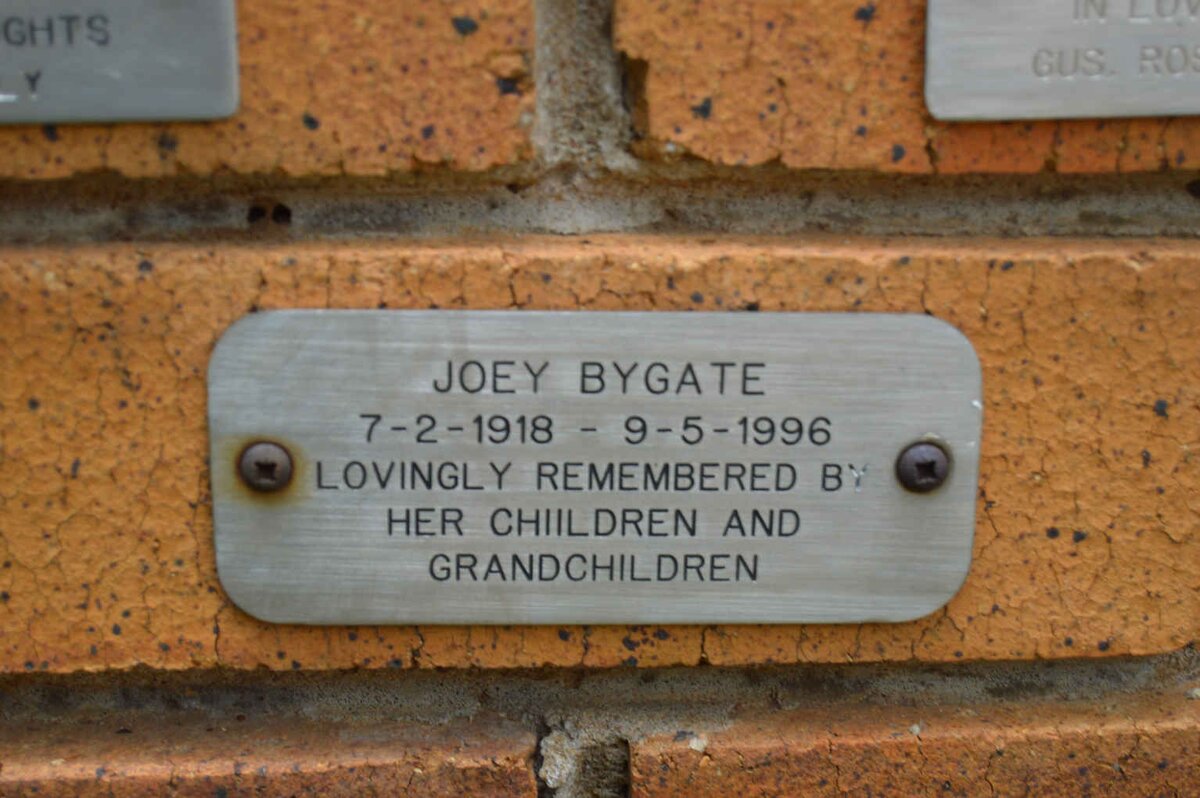 GHTS
LY
IN LOV
GUS. ROS
JOEY BYGATE
7-2-1918 - 9-5-1996
LOVINGLY REMEMBERED BY
HER CHIILDREN AND
GRANDCHILDREN